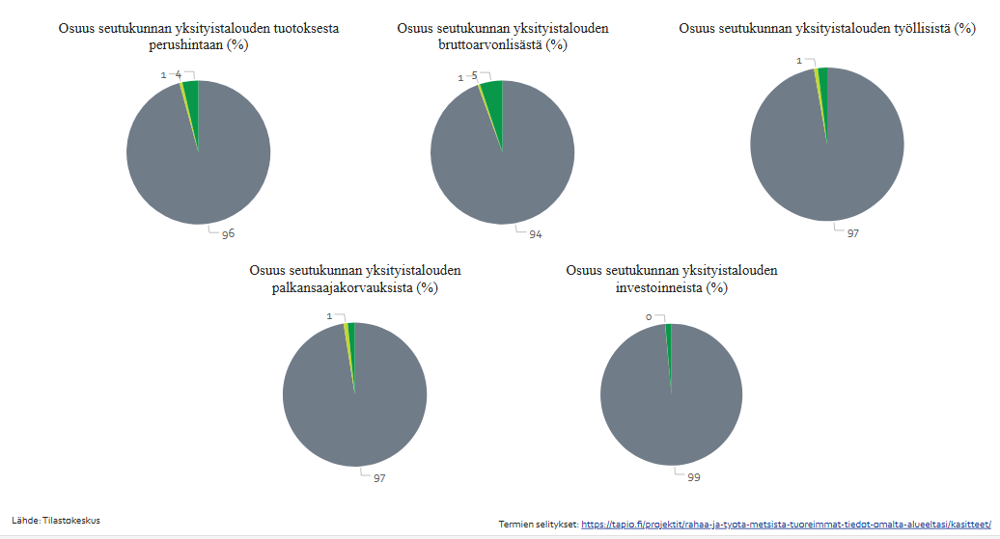 Osuus seutukunnan yksityistalouden tuotoksesta
perushintaan (%)
1
4
96
Osuus seutukunnan yksityistalouden
bruttoarvonlisästä (%)
1
5
94
Osuus seutukunnan yksityistalouden työllisistä (%)
1
97
Osuus seutukunnan yksityistalouden
palkansaajakorvauksista (%)
1
97
Osuus seutukunnan yksityistalouden
investoinneista (%)
0
99
Lähde: Tilastokeskus
Termien selitykset: https://tapio.fi/projektit/rahaa-ja-tyota-metsista-tuoreimmat-tiedot-omalta-alueeltasi/kasitteet/